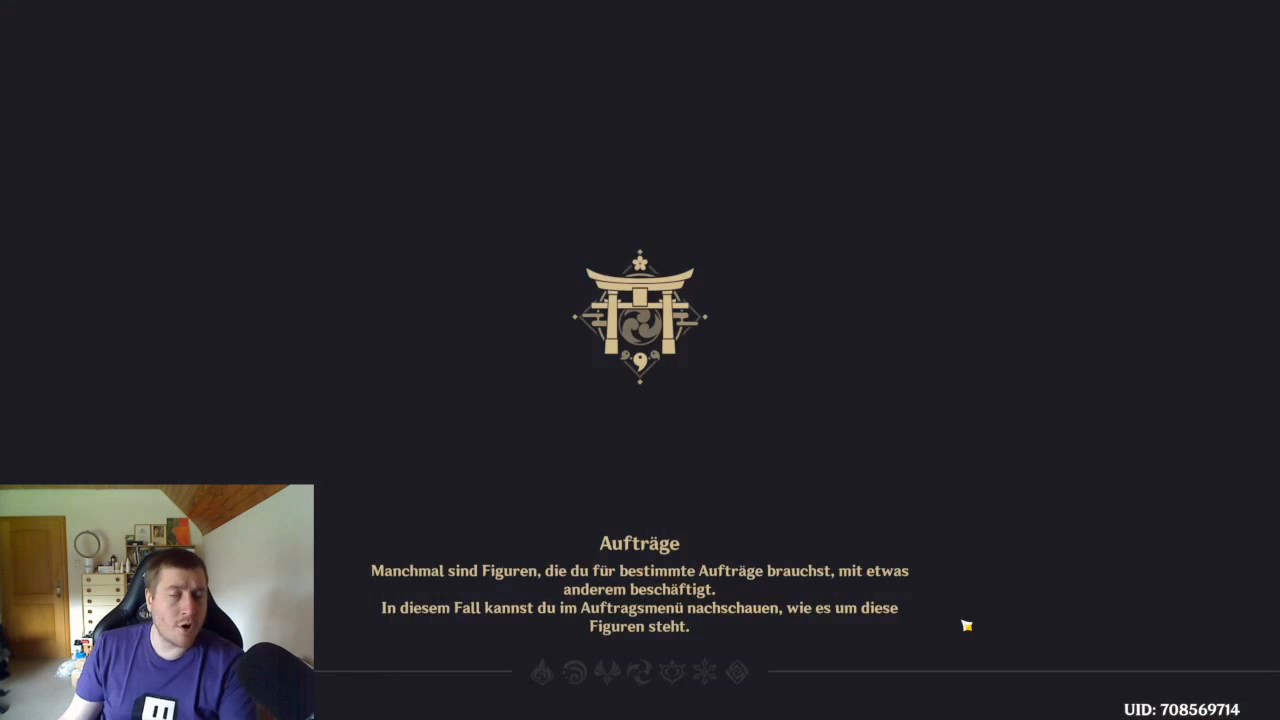 Aufträge
Manchmal sind Figuren, die du für bestimmte Aufträge brauchst, mit etwas
anderem beschäftigt.
In diesem Fall kannst du im Auftragsmenü nachschauen, wie es um diese
Figuren steht.
UID: 708569714